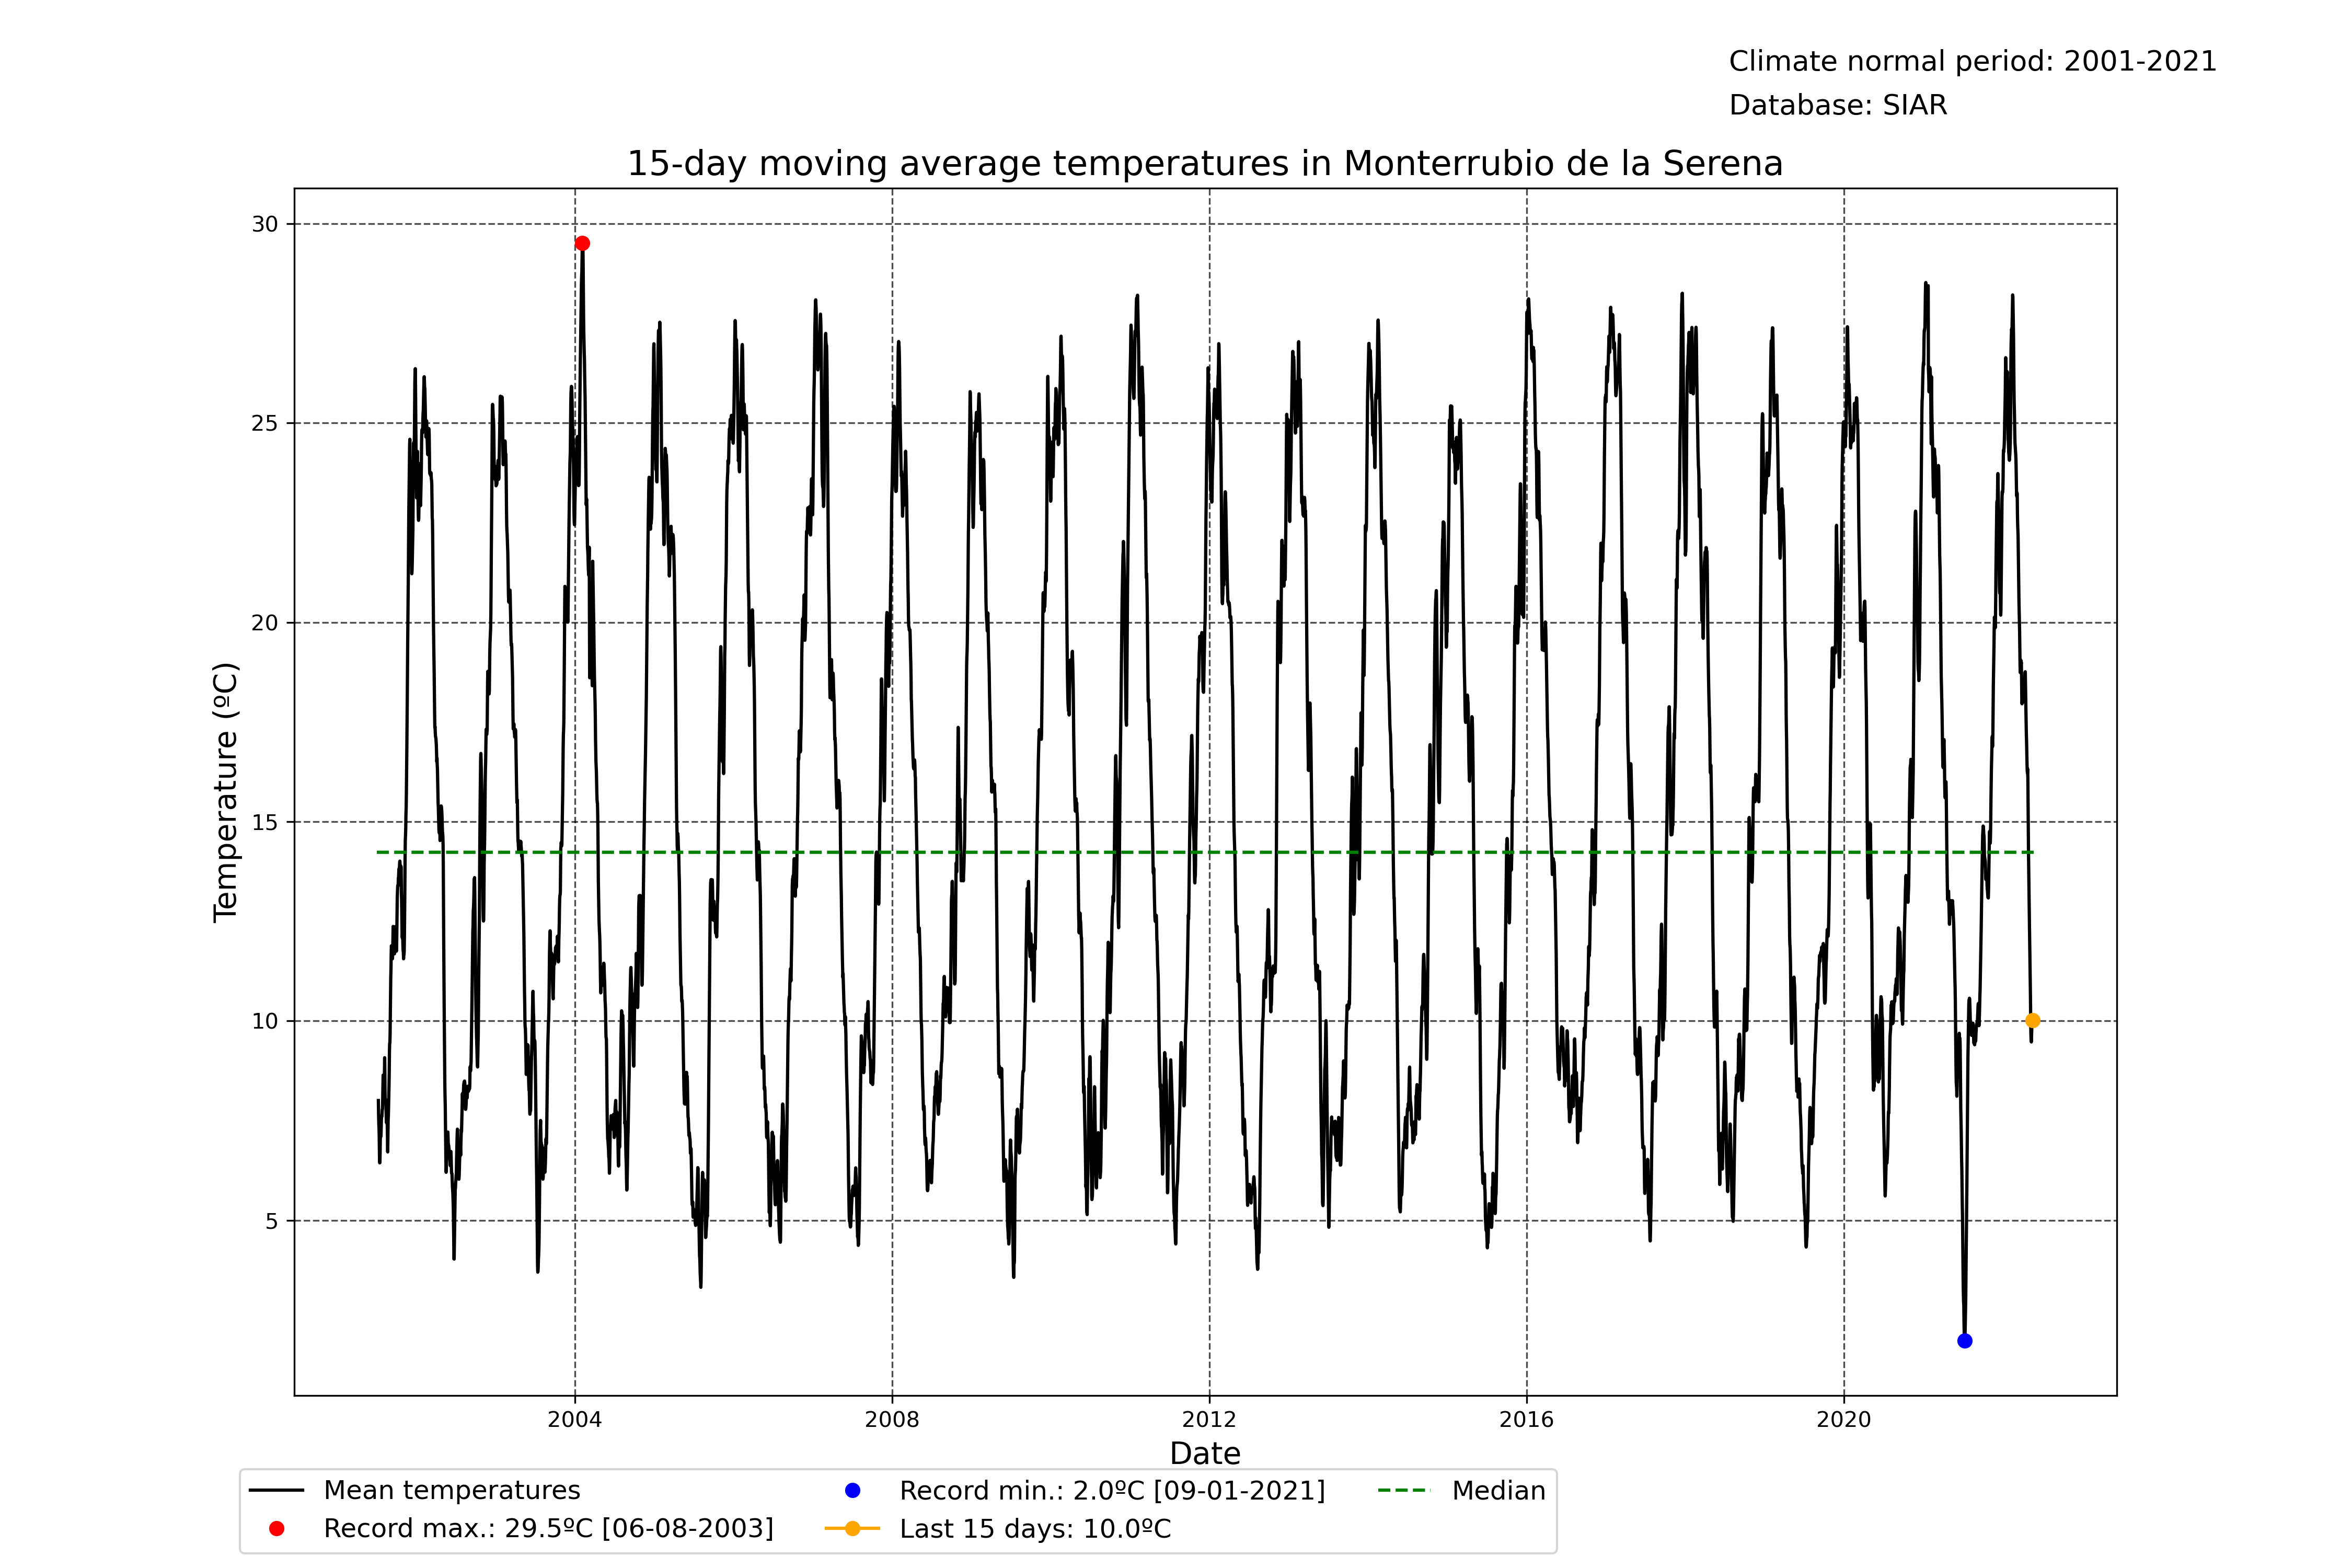 Climate normal period: 2001-2021
Database: SIAR
15-day moving average temperatures in Monterrubio de la Serena
30
25
20
15
10
5
Temperature (ºC)
2004 2008 2012 2016 2020
Date
Mean temperatures
Record max.: 29.5ºC [06-08-2003]
Record min.: 2.0ºC [09-01-2021]
Last 15 days: 10.0ºC
Median